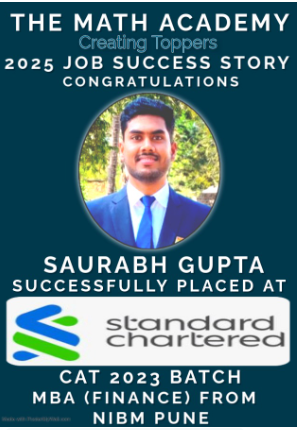 THE MATH ACADEMY
Creating Toppers
2025 JOB SUCCESS STORY
CONGRATULATIONS
SAURABH GUPTA
SUCCESSFULLY PLACED AT
standard
chartered
CAT 2023 BATCH
MBA (FINANCE) FROM
NIBM PUNE